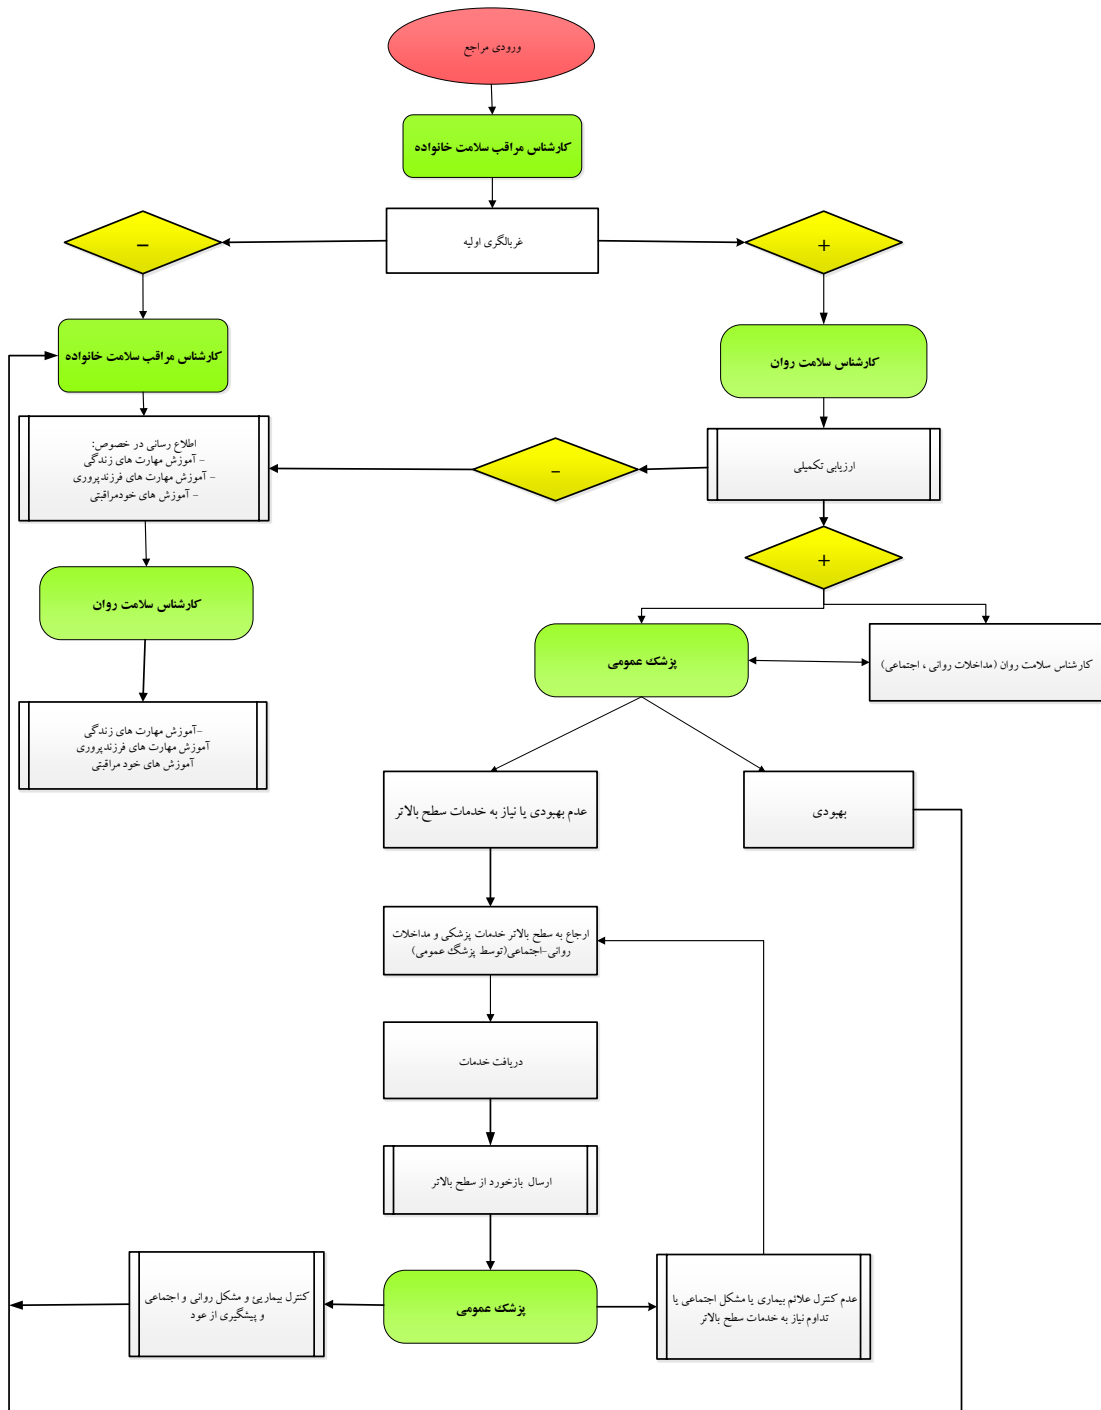 ورودی مراجع
کارشناس مراقب سلامت خانواده
غربالگری اولیه
–
+
کارشناس مراقب سلامت خانواده
کارشناس سلامت روان
اطلاع رسانی در خصوص:
– آموزش مهارت های زندگی
– آموزش مهارت های فرزندپروری
– آموزش های خودمراقبتی
–
ارزیابی تکمیلی
+
کارشناس سلامت روان
پزشک عمومی
کارشناس سلامت روان (مداخلات روانی ، اجتماعی)
–آموزش مهارت های زندگی
آموزش مهارت های فرزندپروری
آموزش های خود مراقبتی
عدم بهبودی یا نیاز به خدمات سطح بالاتر
بهبودی
ارجاع به سطح بالاتر خدمات پزشکی و مداخلات
روانی–اجتماعی(توسط پزشگ عمومی)
دریافت خدمات
ارسال بازخورد از سطح بالاتر
کنترل بیماریئ و مشکل روانی و اجتماعی
و پیشگیری از عود
پزشک عمومی
عدم کنترل علائم بیماری یا مشکل اجتماعی یا
تداوم نیاز به خدمات سطح بالاتر